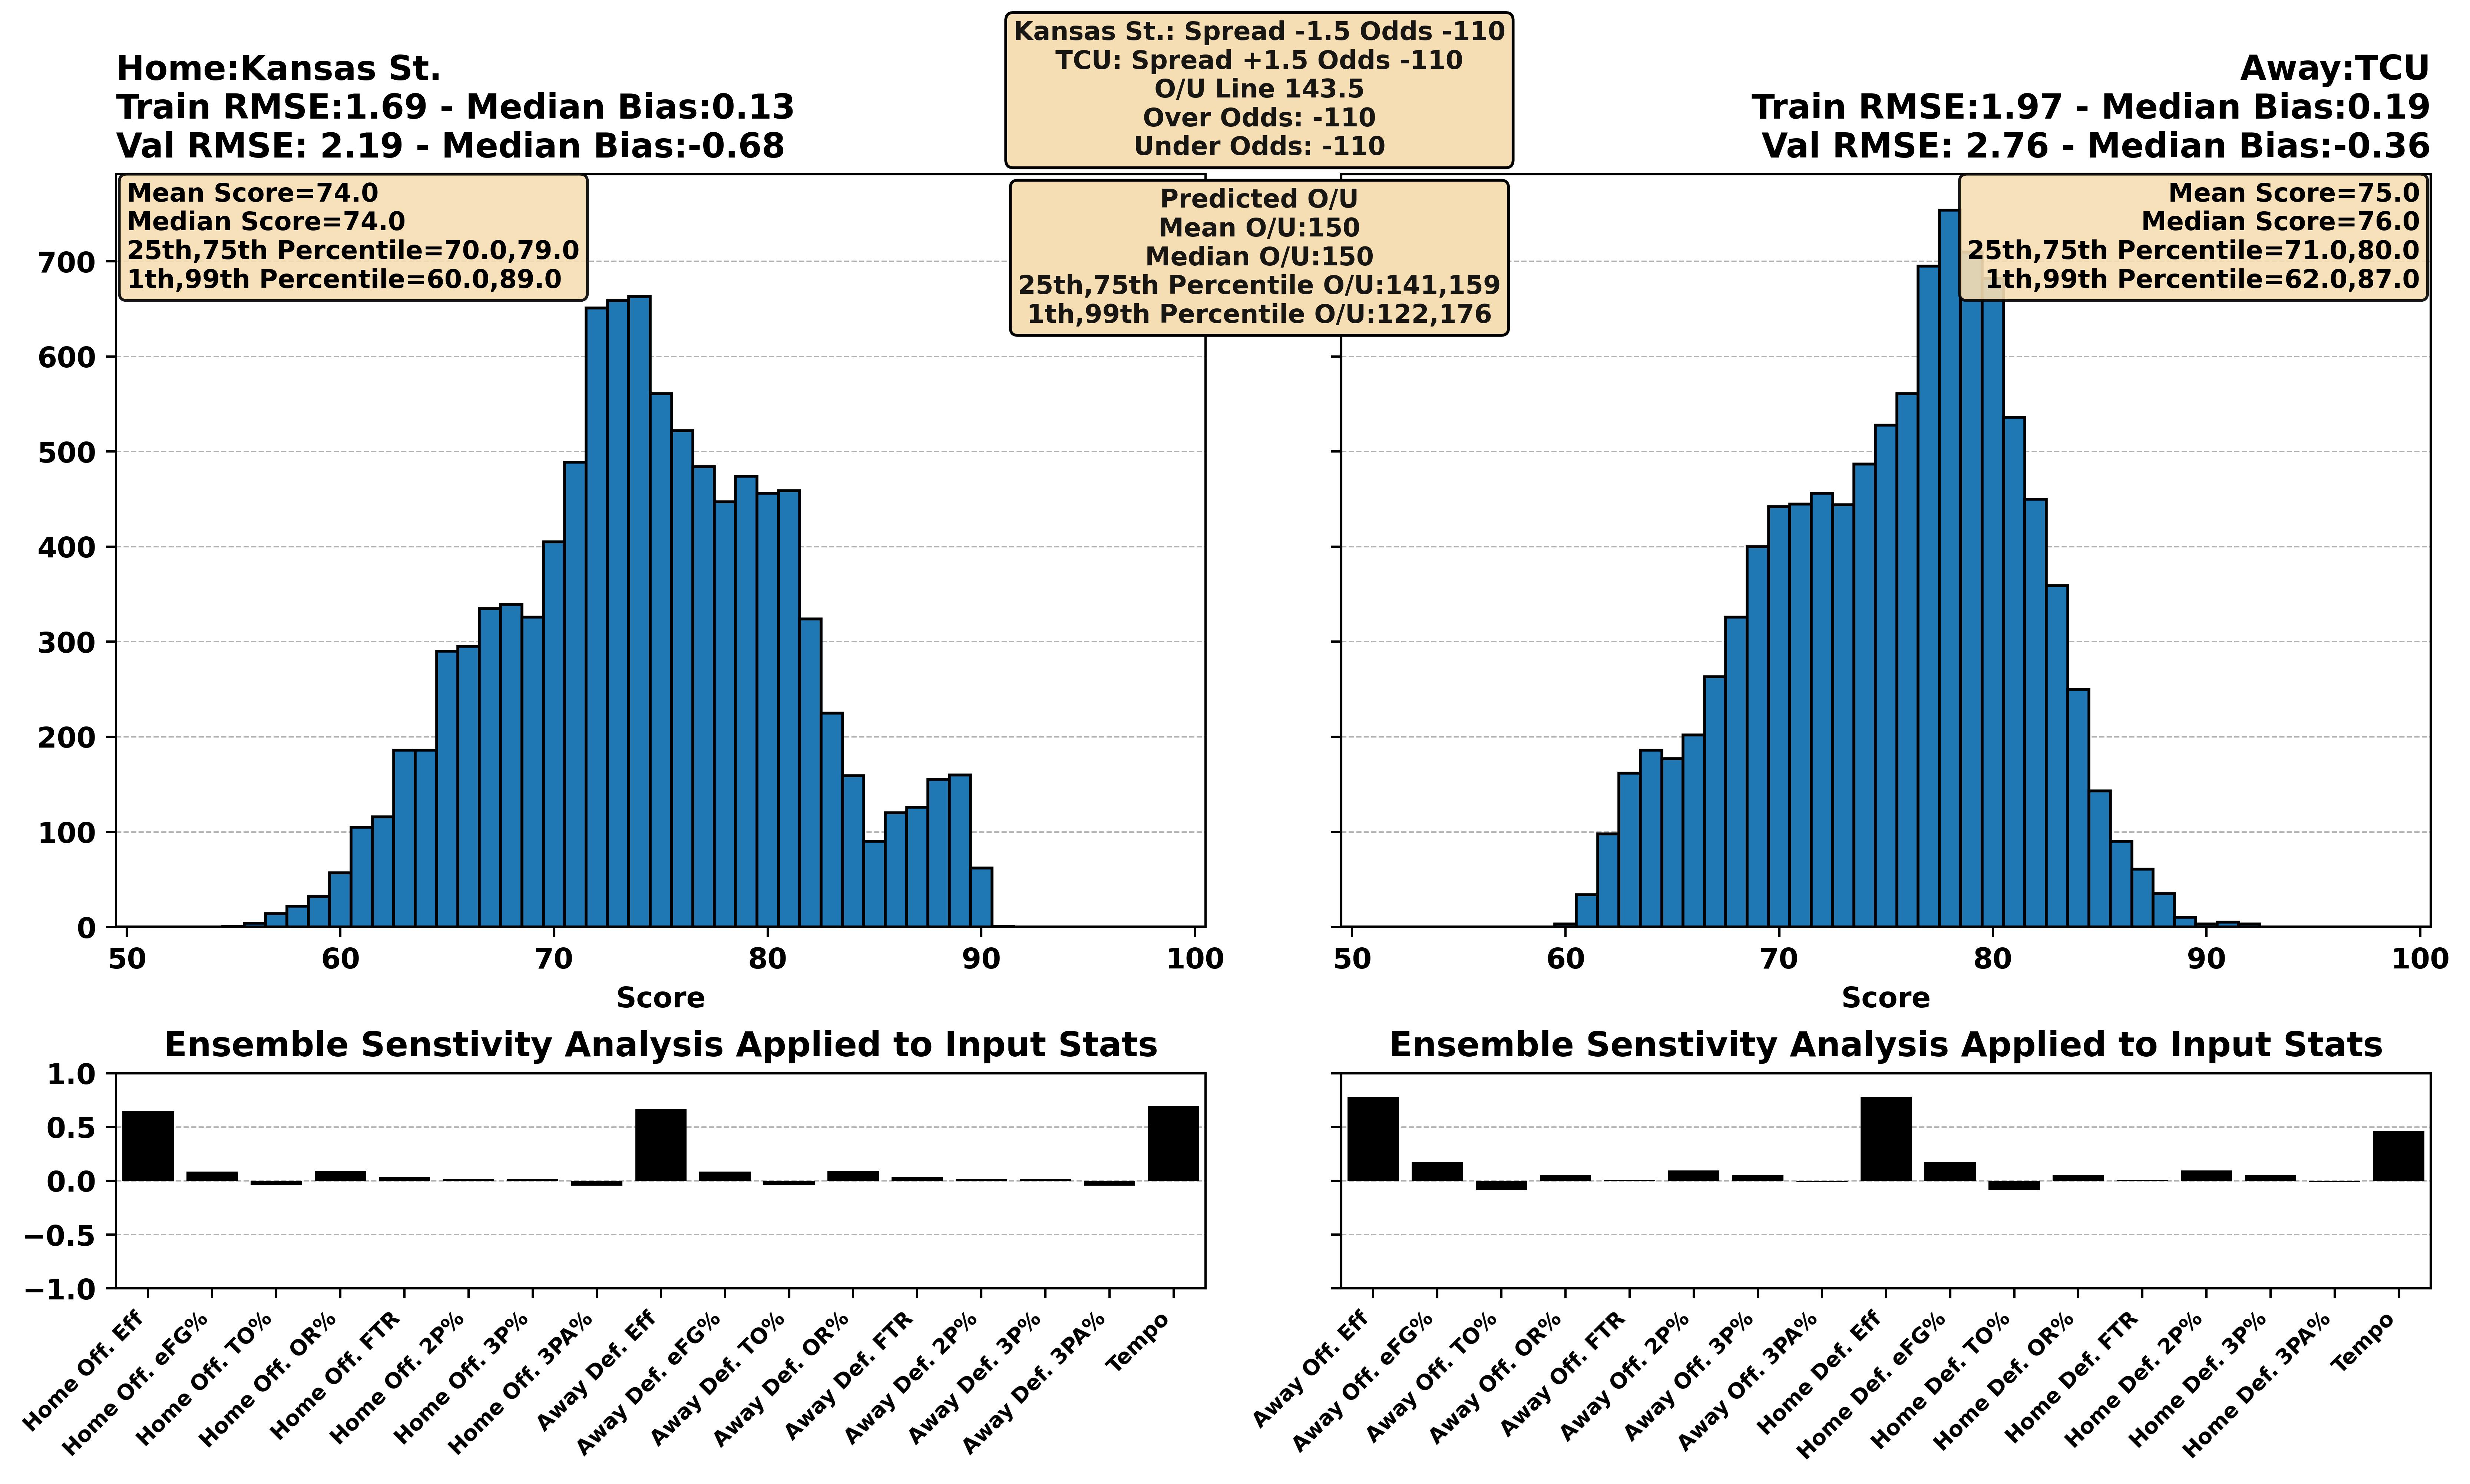 Kansas St.: Spread -1.5 Odds -110
TCU: Spread +1.5 Odds -110
O/U Line 143.5
Over Odds: -110
Under Odds: -110
Home:Kansas St.
Train RMSE:1.69 - Median Bias:0.13
Val RMSE: 2.19 - Median Bias:-0.68
Away:TCU
Train RMSE:1.97 - Median Bias:0.19
Val RMSE: 2.76 - Median Bias:-0.36
Mean Score=74.0
Median Score=74.0
25th,75th Percentile=70.0,79.0
1th,99th Percentile=60.0,89.0
Predicted O/U
Mean O/U:150
Median O/U:150
25th,75th Percentile O/U:141,159
1th,99th Percentile O/U:122,176
Mean Score=75.0
Median Score=76.0
25th,75th Percentile=71.0,80.0
1th,99th Percentile=62.0,87.0
700
600
500
400
300
200
100
0
50 60 70 80 90 100
Score
50 60 70 80 90 100
Score
Ensemble Senstivity Analysis Applied to Input Stats
1.0
0.5
0.0
−0.5
−1.0
Home Off. Eff
Home Off. eFG%
Home Off. TO%
Home Off. OR%
Home Off. FTR
Home Off. 2P%
Home Off. 3P%
Home Off. 3PA%
Away Def. Eff
Away Def. eFG%
Away Def. TO%
Away Def. OR%
Away Def. FTR
Away Def. 2P%
Away Def. 3P%
Away Def. 3PA%
Tempo
Ensemble Senstivity Analysis Applied to Input Stats
Away Off. Eff
Away Off. eFG%
Away Off. TO%
Away Off. OR%
Away Off. FTR
Away Off. 2P%
Away Off. 3P%
Away Off. 3PA%
Home Def. Eff
Home Def. eFG%
Home Def. TO%
Home Def. OR%
Home Def. FTR
Home Def. 2P%
Home Def. 3P%
Home Def. 3PA%
Tempo